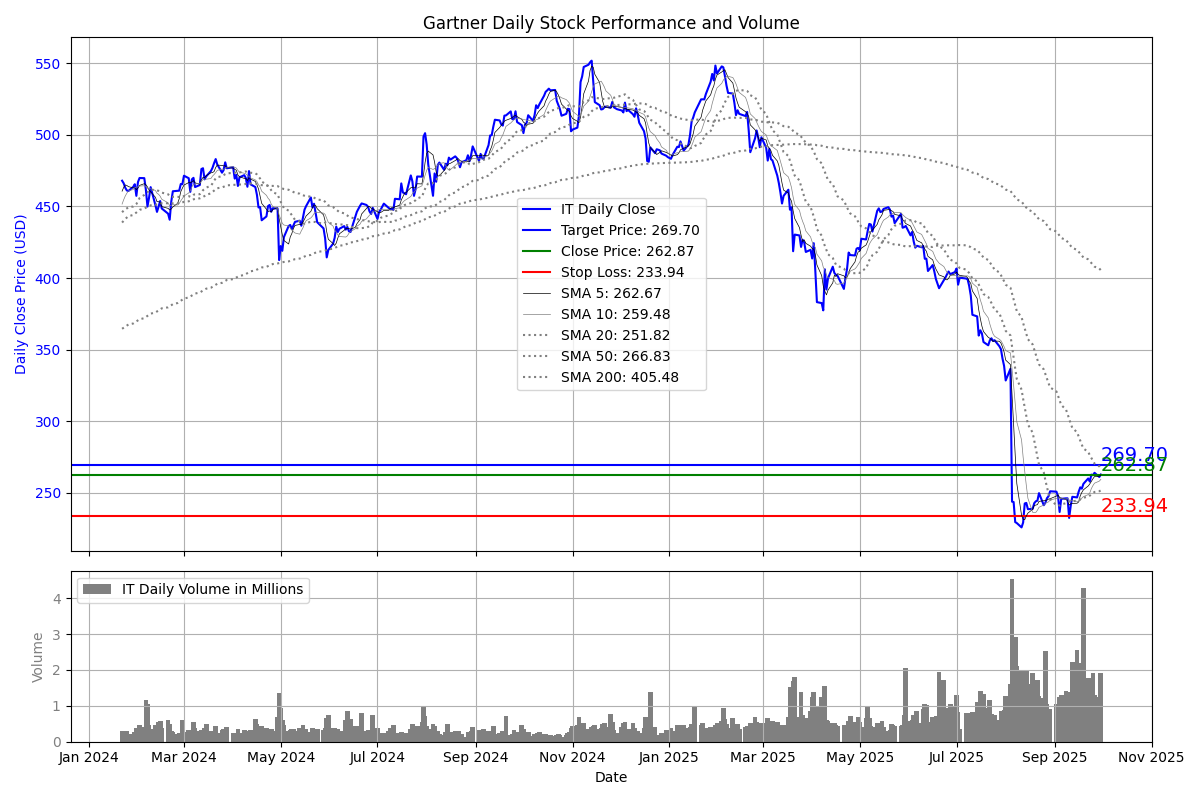 Gartner Daily Stock Performance and Volume
Daily Close Price (USD)
550
500
450
400
350
300
250
IT Daily Close
Target Price: 269.70
Close Price: 262.87
Stop Loss: 233.94
SMA 5: 262.67
SMA 10: 259.48
SMA 20: 251.82
SMA 50: 266.83
SMA 200: 405.48
269.70
262.87
233.94
IT Daily Volume in Millions
Volume
4
3
2
1
0
Jan 2024 Mar 2024 May 2024 Jul 2024 Sep 2024 Nov 2024 Jan 2025 Mar 2025 May 2025 Jul 2025 Sep 2025 Nov 2025
Date